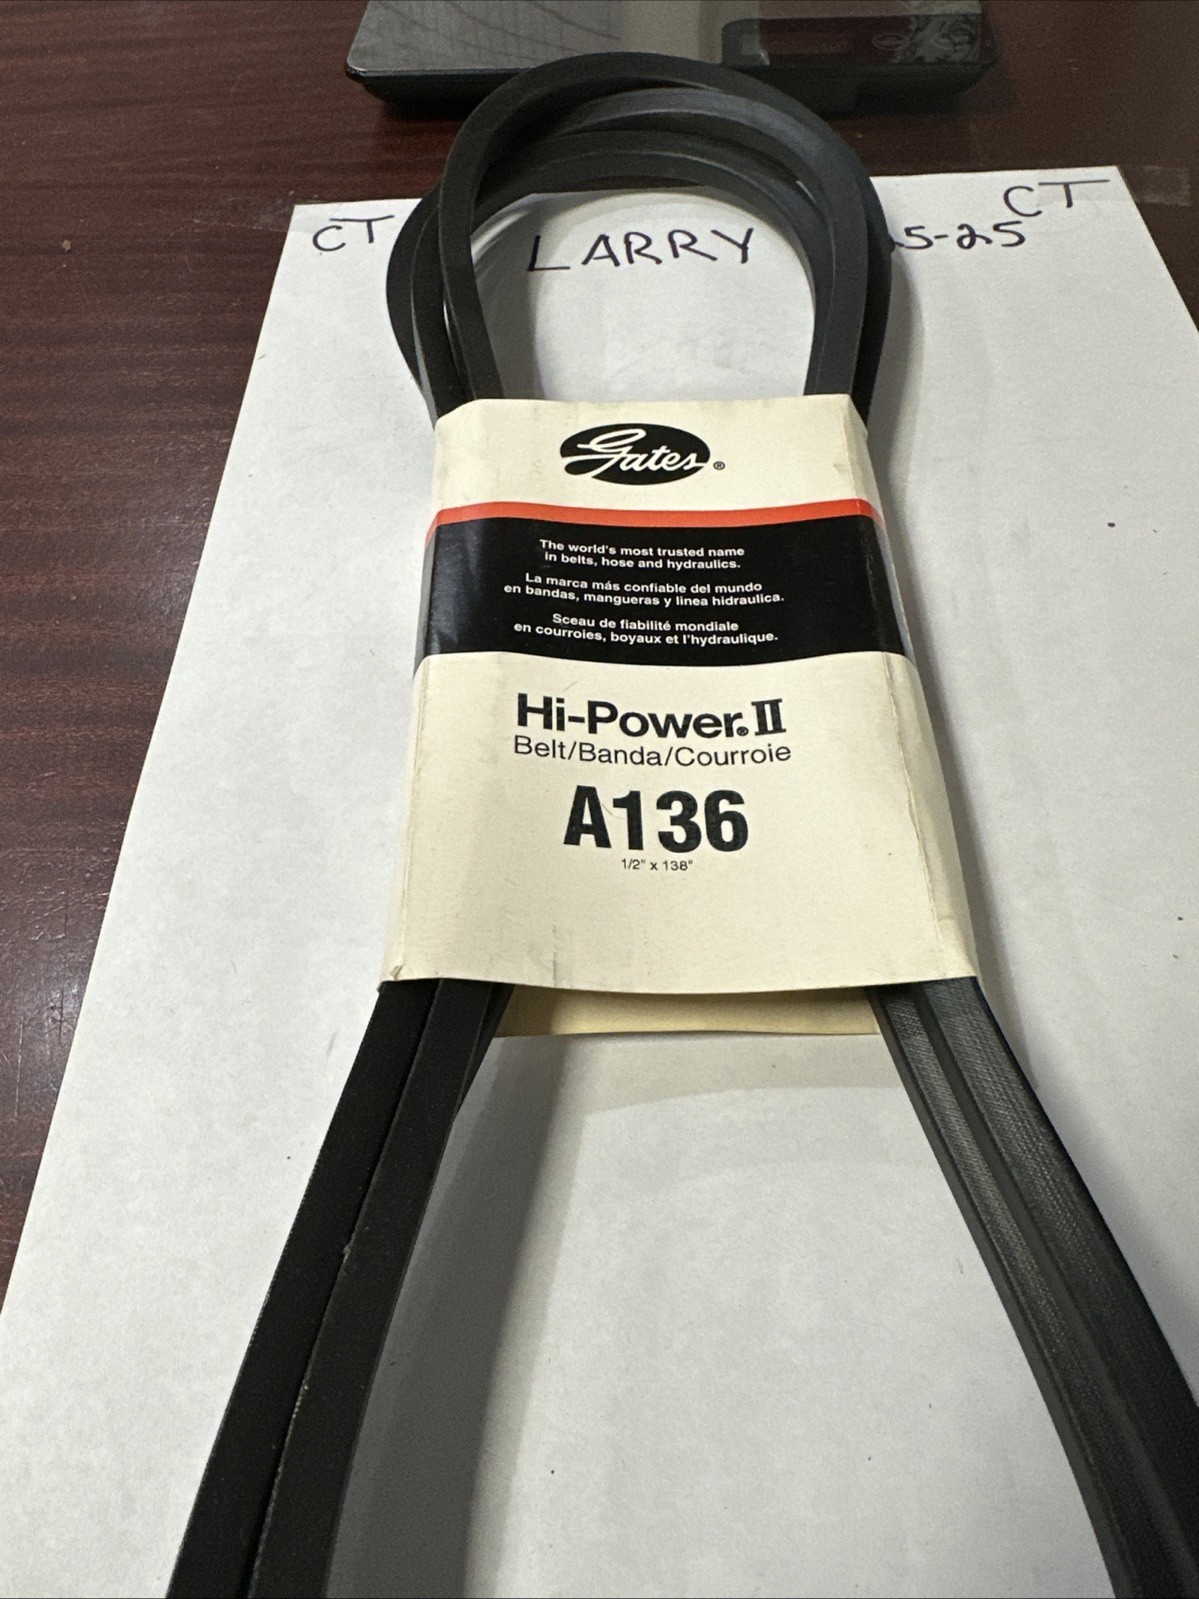 CT
CT
LARRY
5-25
Gates®
The world's most trusted name
in belts, hose and hydraulics.
La marca más confiable del mundo
en bandas, mangueras y linea hidraulica.
Sceau de fiabilité mondiale
en courroies, boyaux et l'hydraulique.
Hi-Power® II
Belt/Banda/Courroie
A136
1/2" x 138"